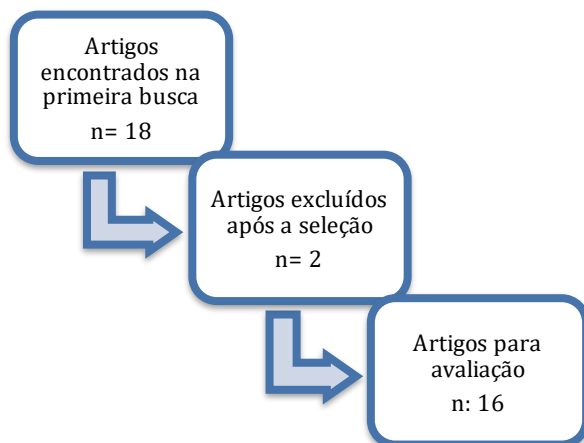 Artigos
encontrados na
primeira busca
n= 18
Artigos excluídos
após a seleção
n= 2
Artigos para
avaliação
n: 16